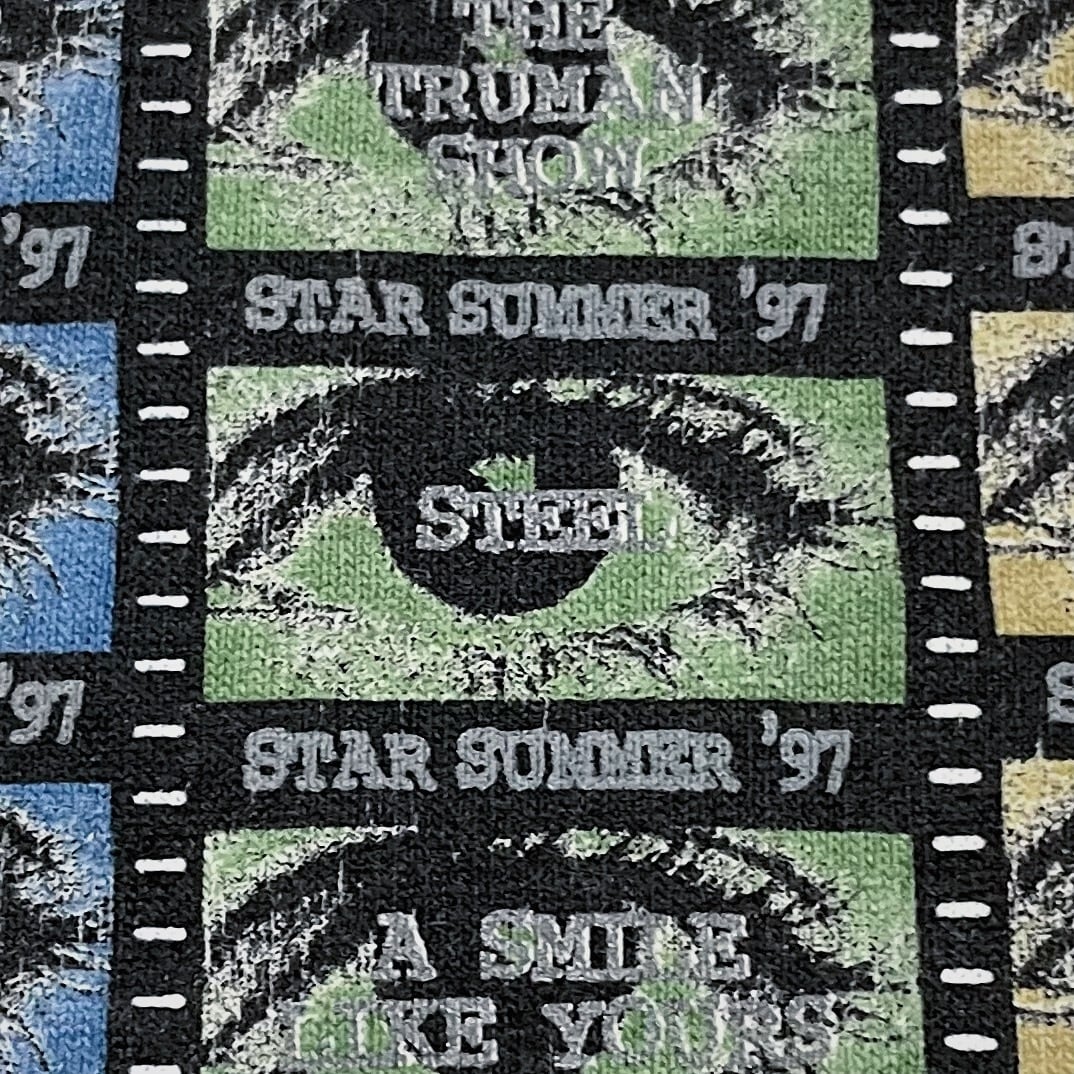 THE
TRUMAN
SHOW
'97
STAR SUMMER '97
STEEL
'97
STAR SUMMER '97
A SMILE
LIKE YOURS